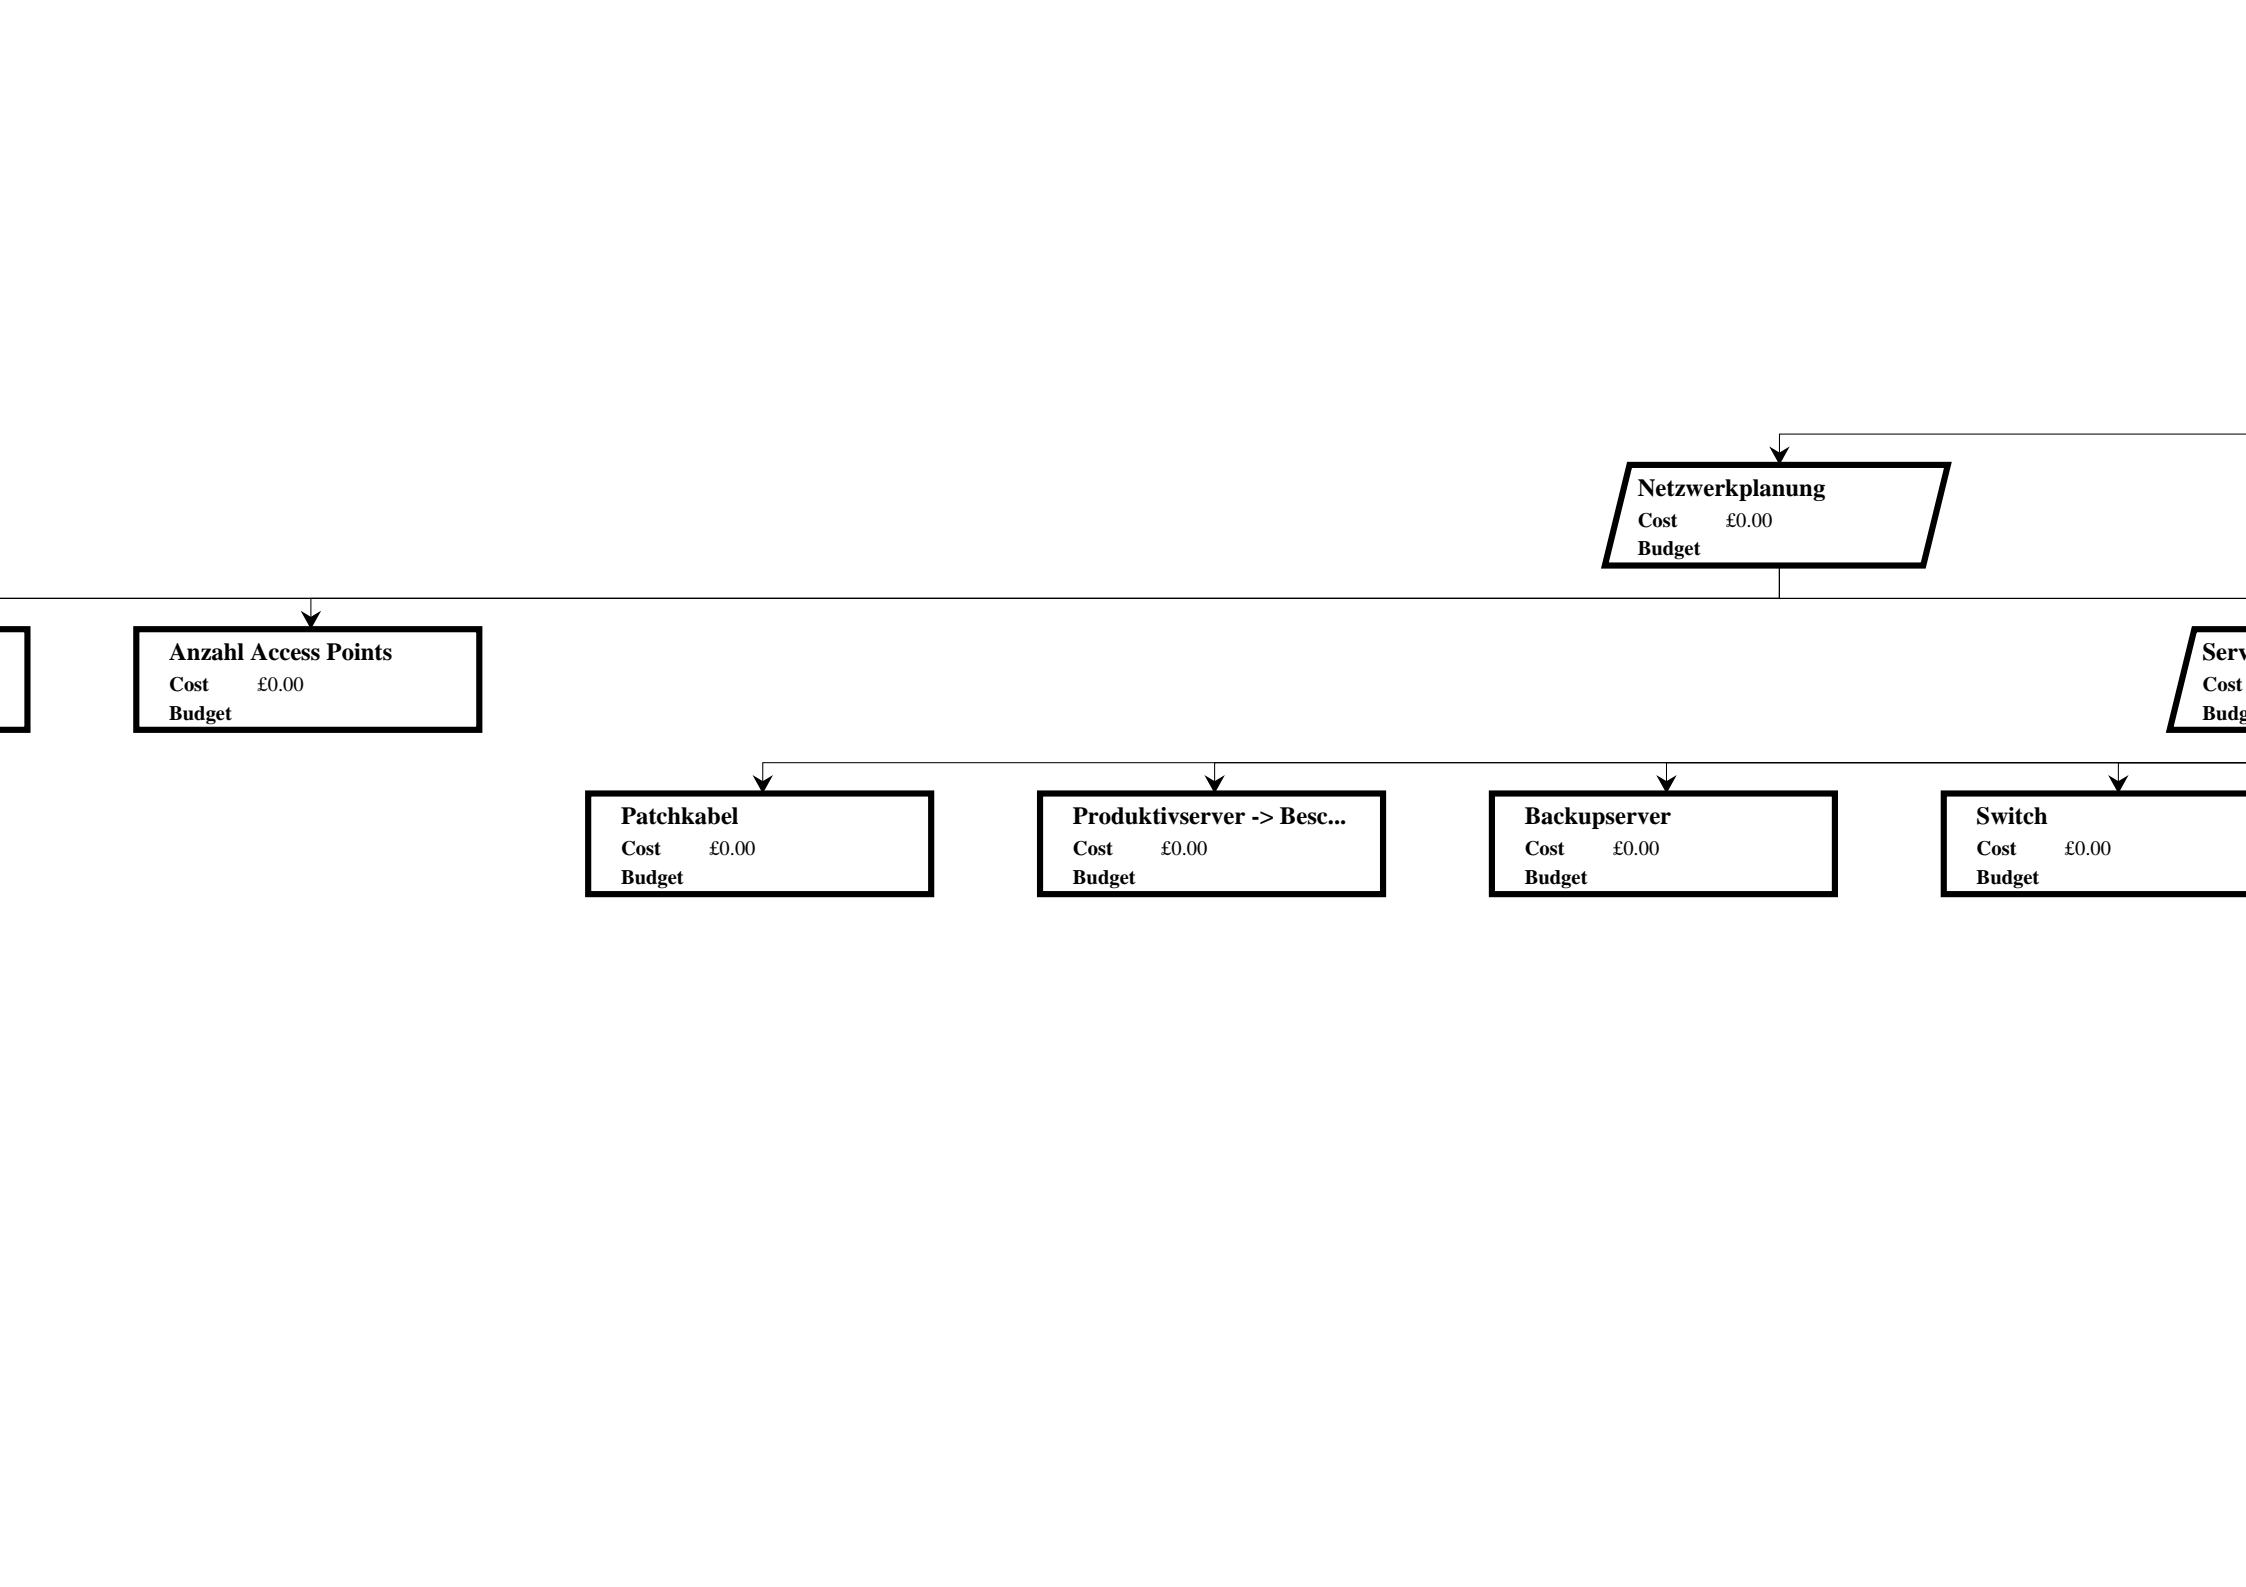 Netzwerkplanung
Cost £0.00
Budget
Anzahl Access Points
Cost £0.00
Budget
Cost
Patchkabel
Cost £0.00
Budget
Produktivserver -> Besc...
Cost £0.00
Budget
Backupserver
Cost £0.00
Budget
Switch
Cost £0.00
Budget